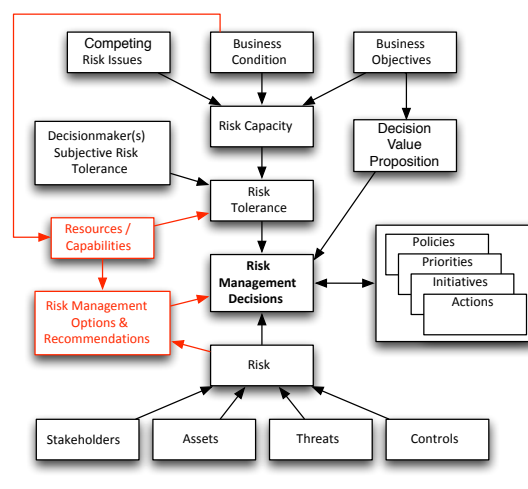 Competing
Risk Issues
Business
Condition
Business
Objectives
Risk Capacity
Decisionmaker(s)
Subjective Risk
Tolerance
Decision
Value
Proposition
Risk
Tolerance
Resources /
Capabilities
Policies
Priorities
Initiatives
Actions
Risk
Management
Decisions
Risk Management
Options &
Recommendations
Risk
Stakeholders
Assets
Threats
Controls